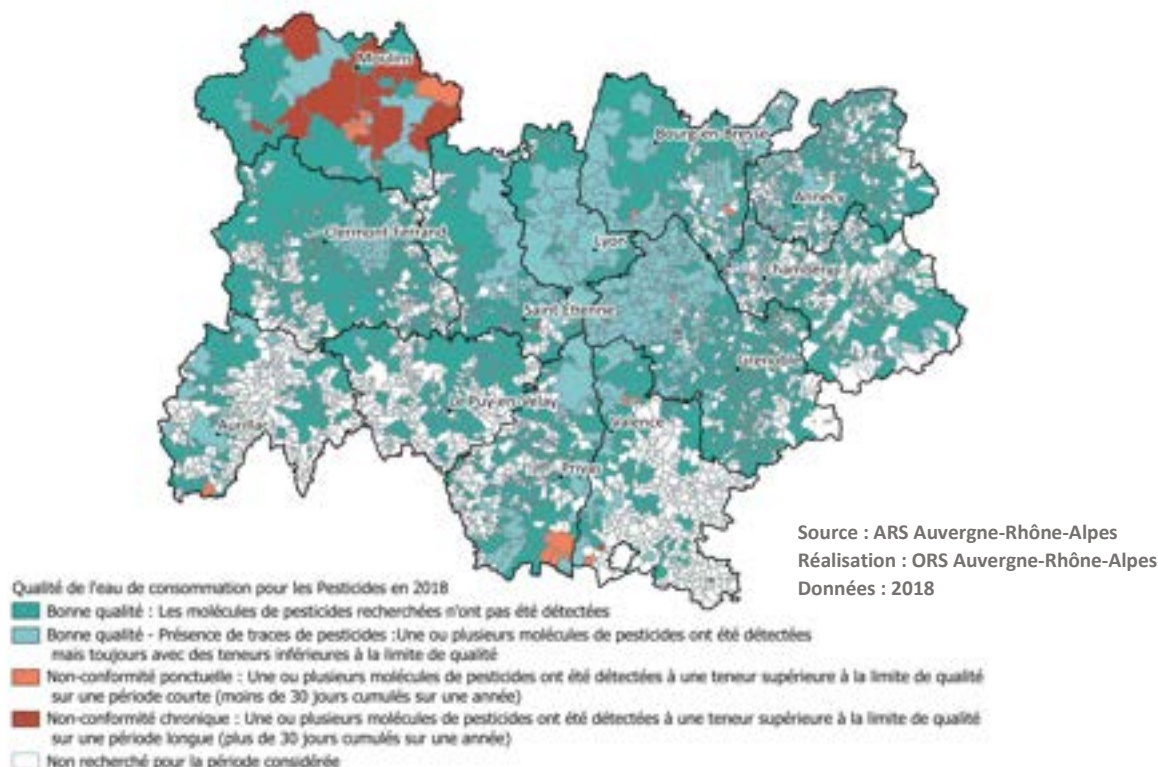 Moulins
Bourg-en-Bresse
Annecy
Clermont-Ferrand
Lyon
Chambéry
Saint Etienne
Grenoble
Le Puy-en-Velay
Aurillac
Valence
Privas
Source : ARS Auvergne-Rhône-Alpes
Réalisation : ORS Auvergne-Rhône-Alpes
Données : 2018
Qualité de l'eau de consommation pour les Pesticides en 2018
Bonne qualité : Les molécules de pesticides recherchées n'ont pas été détectées
Bonne qualité - Présence de traces de pesticides :Une ou plusieurs molécules de pesticides ont été détectées
mais toujours avec des teneurs inférieures à la limite de qualité
Non-conformité ponctuelle : Une ou plusieurs molécules de pesticides ont été détectées à une teneur supérieure à la limite de qualité
sur une période courte (moins de 30 jours cumulés sur une année)
Non-conformité chronique : Une ou plusieurs molécules de pesticides ont été détectées à une teneur supérieure à la limite de qualité
sur une période longue (plus de 30 jours cumulés sur une année)
Non recherché pour la période considérée